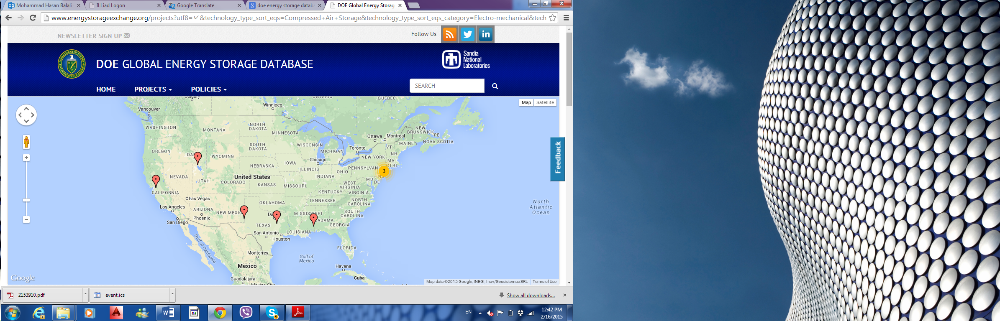 Mohammad Hasan Balali
ILLiad Logon
Google Translate
doe energy storage datab
DOE Global Energy Storag
www.energystorageexchange.org/projects?utf8=✓&technology_type_sort_eqs=Compressed+Air+Storage&technology_type_sort_eqs_category=Electro-mechanical&tech
NEWSLETTER SIGN UP
Follow Us
DOE GLOBAL ENERGY STORAGE DATABASE
Sandia
National
Laboratories
HOME
PROJECTS
POLICIES
SEARCH
Map
Satellite
Calgary
ONTARIO
QUEBEC
Vancouver
Winnipeg
WASHINGTON
MONTANA
NORTH
DAKOTA
MINNESOTA
Ottawa
Montreal
NEW
BRUNSWICK
PE
NOVA SCOTIA
MAINE
VT
OREGON
IDA
WYOMING
SOUTH
DAKOTA
WISCONSIN
MICHIGAN
Toronto
NEW YORK
NH
MA
CT
RI
Chicago
IOWA
NEBRASKA
ILLINOIS
INDIANA
OHIO
PENNSYLVANI
3
NEVADA
UTAH
COLORADO
United States
KANSAS
MISSOURI
WEST
VIRGINIA
MD
DE
CALIFORNIA
Las Vegas
KENTUCKY
VIRGINIA
OKLAHOMA
TENNESSEE
NORTH
CAROLINA
Los Angeles
ARIZONA
NEW MEXIC
Da
MISSISSIPPI
ABAMA
SOUTH
CAROLINA
San Diego
Phoenix
TEXAS
GEORGIA
San Antonio
LOUISIANA
Houston
Gulf of California
FLORIDA
Monterrey
Gulf of
Mexico
Mexico
Havana
Cuba
Guadalajara
Mexico City
North
Atlantic
Ocean
Feedback
Google
Map data ©2015 Google, INEGI, Inav/Geosistemas SRL
Terms of Use
2153910.pdf
event.ics
Show all downloads...
EN
12:42 PM
2/16/2015
5